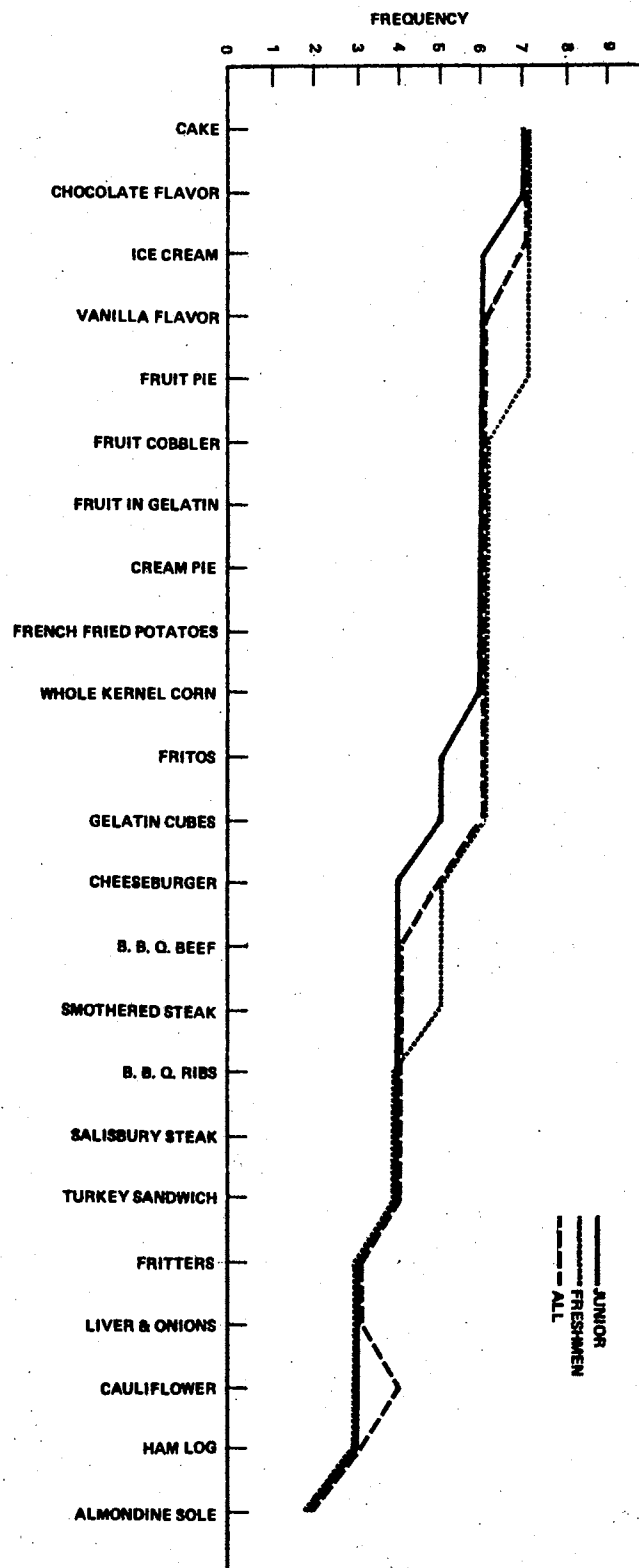 FREQUENCY
0 1 2 3 4 5 6 7 8 9
CAKE
CHOCOLATE FLAVOR
ICE CREAM
VANILLA FLAVOR
FRUIT PIE
FRUIT COBBLER
FRUIT IN GELATIN
CREAM PIE
FRENCH FRIED POTATOES
WHOLE KERNEL CORN
FRITOS
GELATIN CUBES
CHEESEBURGER
B. B. Q. BEEF
SMOTHERED STEAK
B. B. Q. RIBS
SALISBURY STEAK
TURKEY SANDWICH
FRITTERS
LIVER & ONIONS
CAULIFLOWER
HAM LOG
ALMONDINE SOLE
JUNIOR
FRESHMEN
ALL